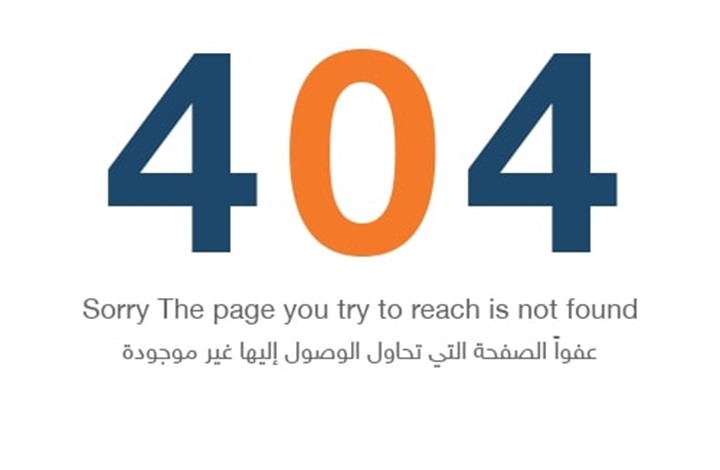 404
Sorry The page you try to reach is not found
عفواً الصفحة التي تحاول الوصول إليها غير موجودة